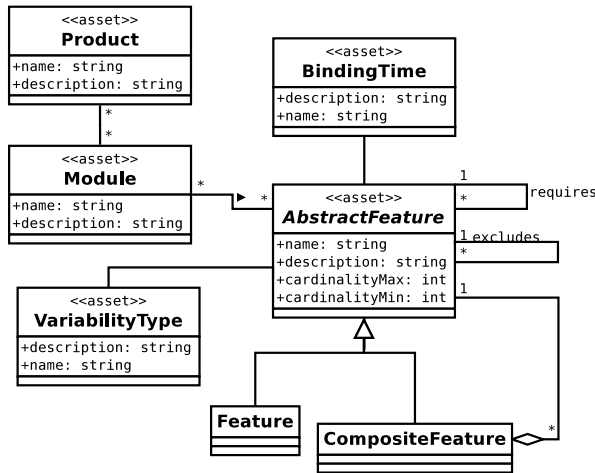 <<asset>>
Product
+name: string
+description: string
*
*
<<asset>>
Module
+name: string
+description: string
*
*
<<asset>>
BindingTime
+description: string
+name: string
<<asset>>
AbstractFeature
+name: string
+description: string
+cardinalityMax: int
+cardinalityMin: int
1
*
requires
1
*
excludes
1
*
<<asset>>
VariabilityType
+description: string
+name: string
Feature
CompositeFeature